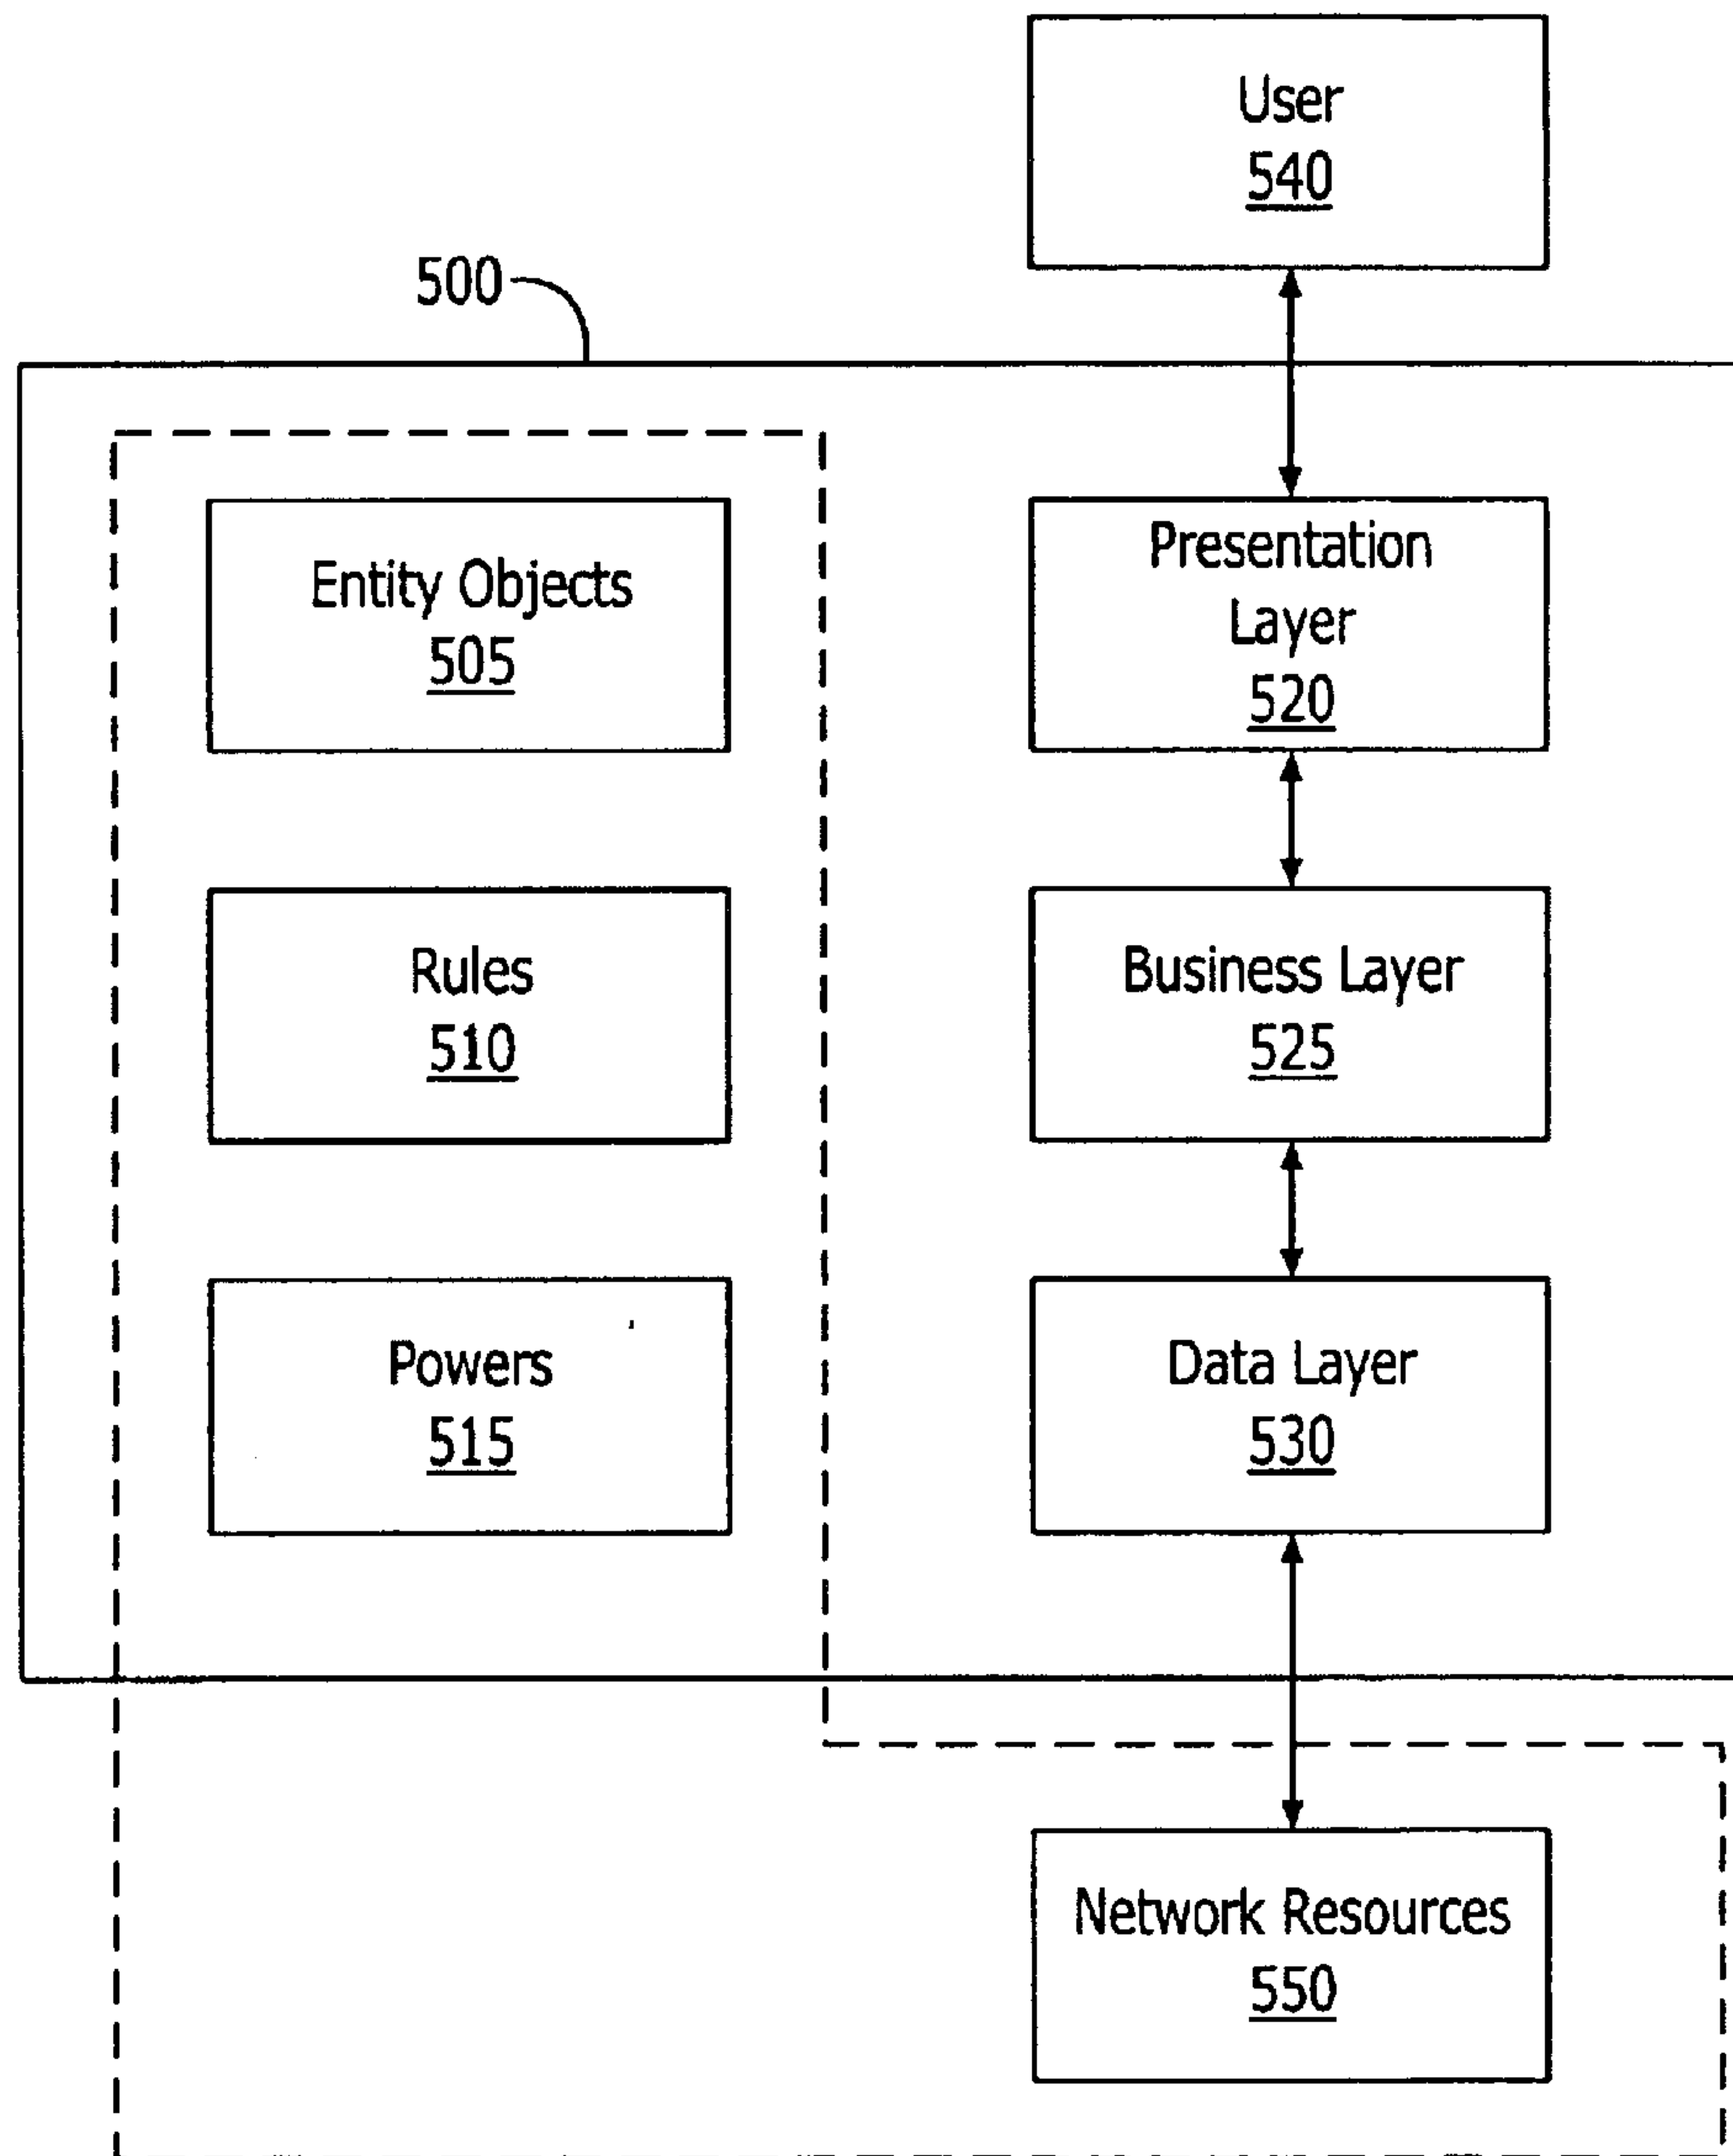 User
540
500
Entity Objects
505
Presentation
Layer
520
Rules
510
Business Layer
525
Powers
515
Data Layer
530
Network Resources
550